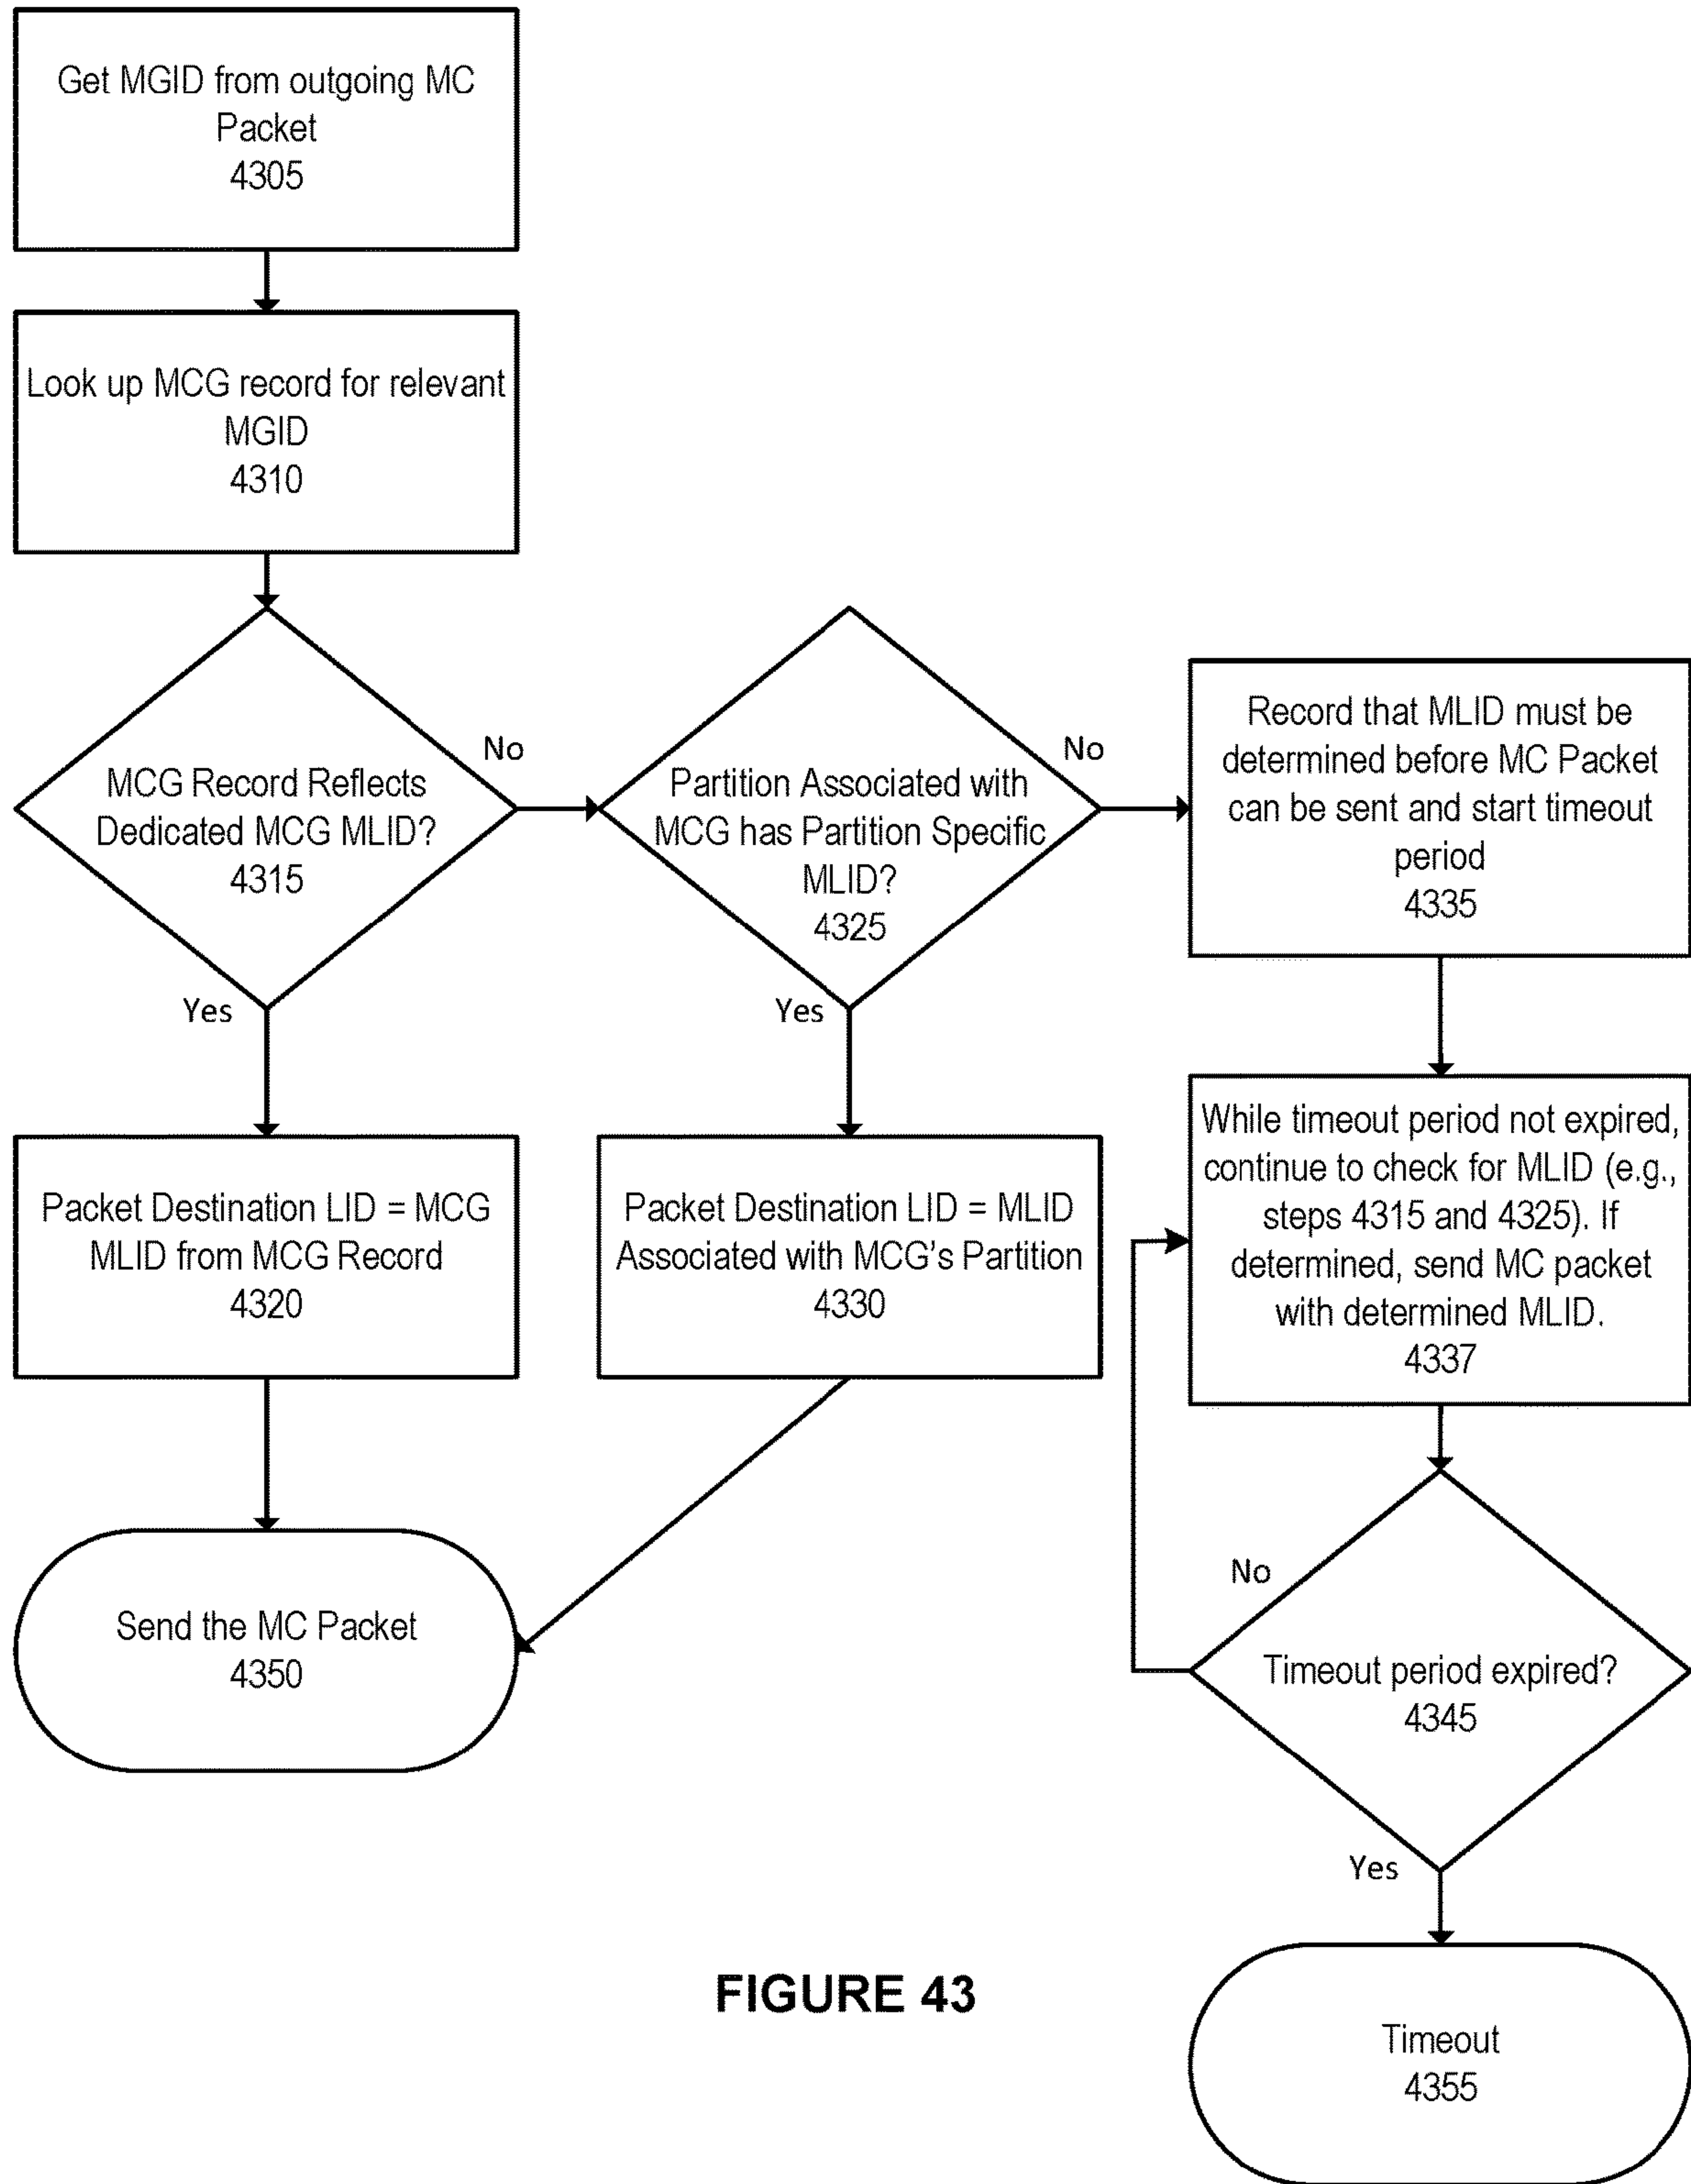 Get MGID from outgoing MC
Packet
4305
Look up MCG record for relevant
MGID
4310
MCG Record Reflects
Dedicated MCG MLID?
4315
No
Yes
Partition Associated with
MCG has Partition Specific
MLID?
4325
No
Yes
Record that MLID must be
determined before MC Packet
can be sent and start timeout
period
4335
Packet Destination LID = MCG
MLID from MCG Record
4320
Packet Destination LID = MLID
Associated with MCG's Partition
4330
While timeout period not expired,
continue to check for MLID (e.g.,
steps 4315 and 4325). If
determined, send MC packet
with determined MLID.
4337
Send the MC Packet
4350
No
Timeout period expired?
4345
Yes
Timeout
4355
FIGURE 43